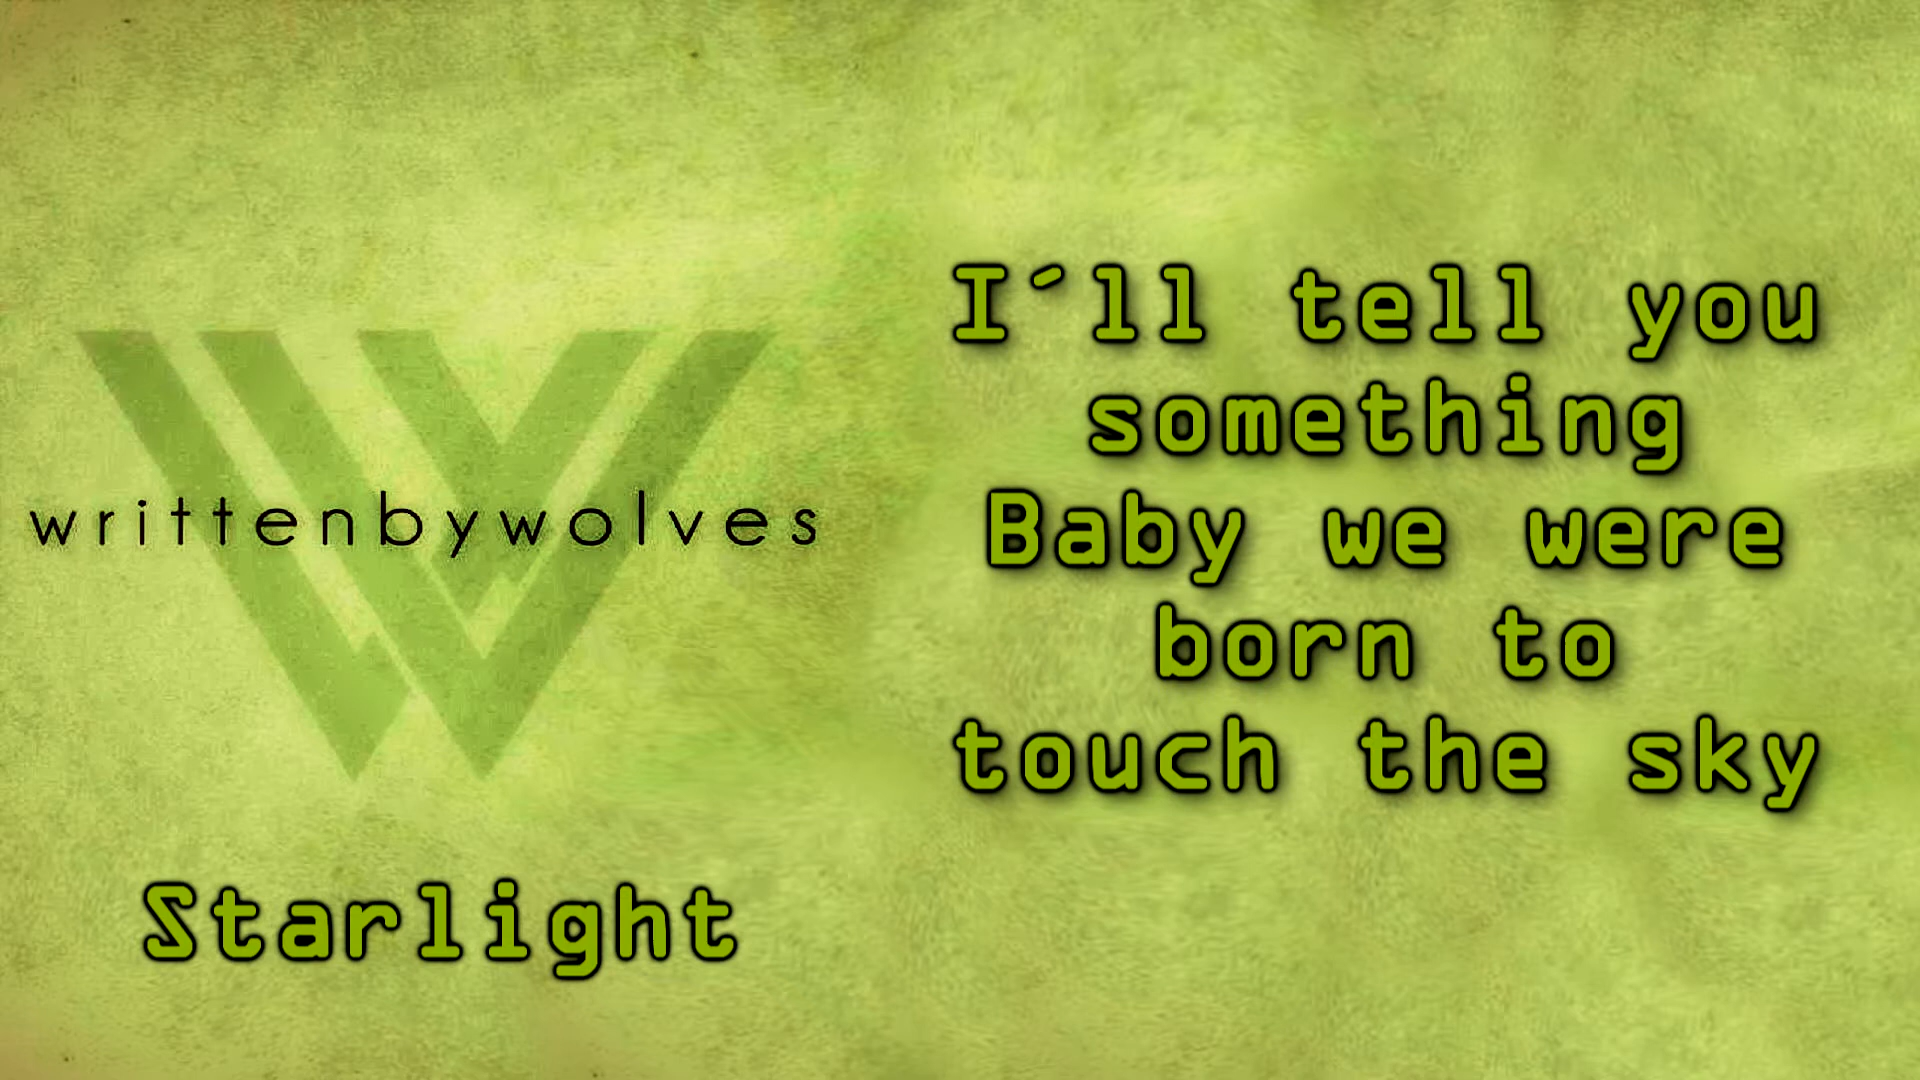 writtenbywolves
Starlight
I´ll tell you
something
Baby we were
born to
touch the sky